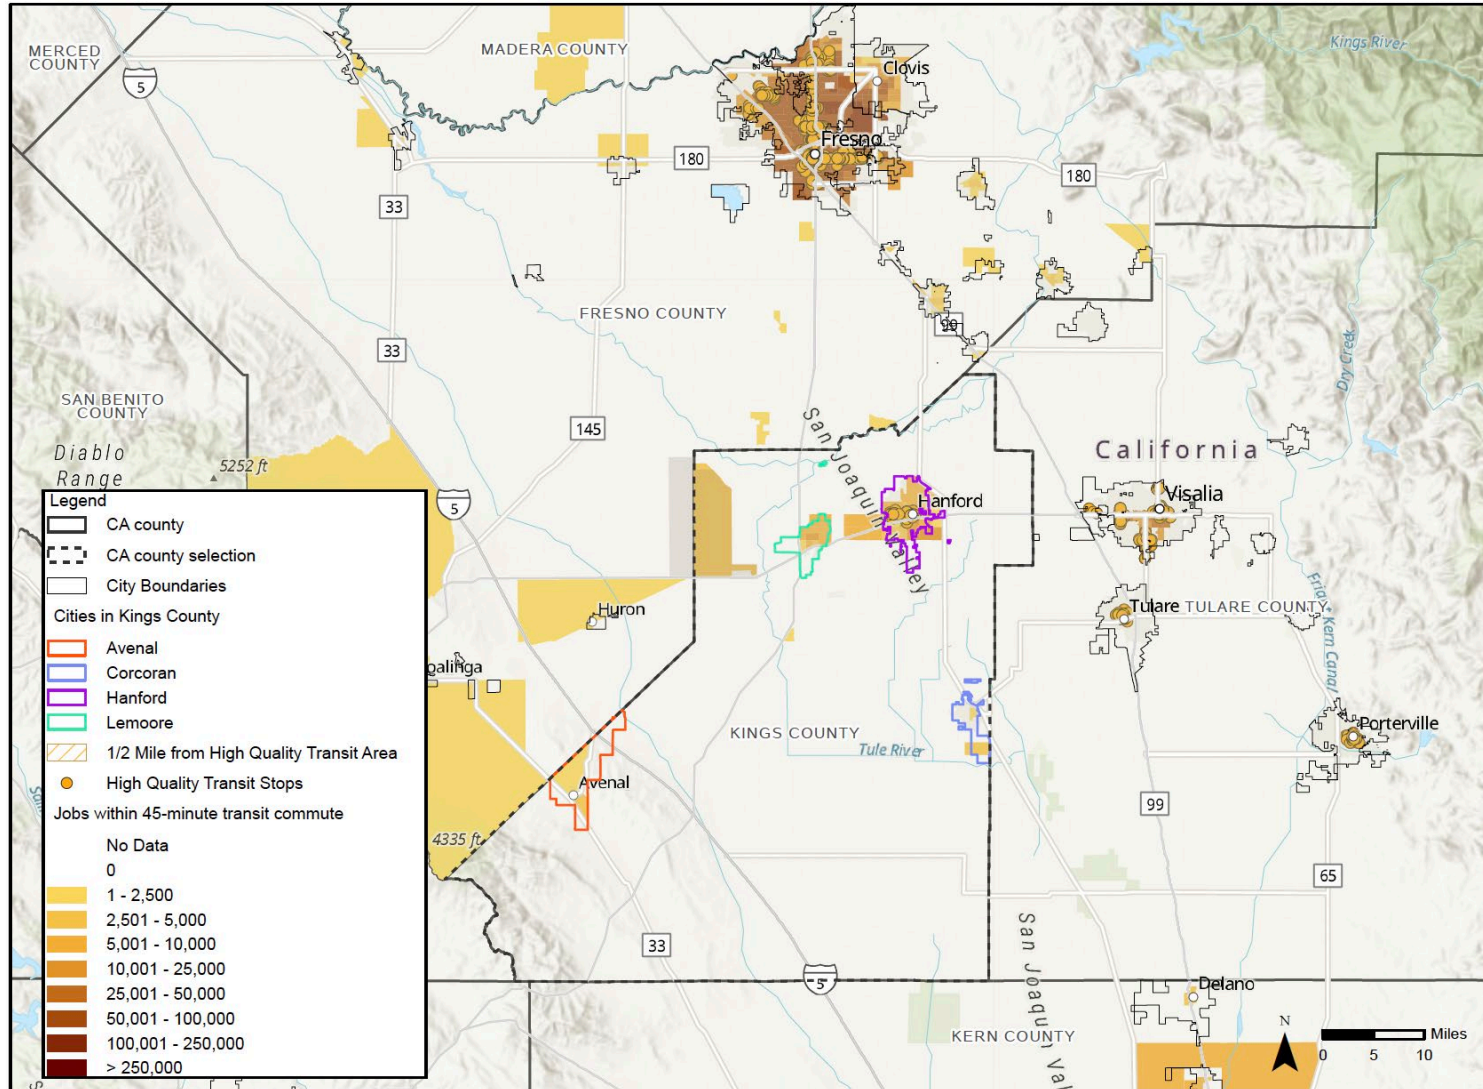 MERCED
COUNTY
MADERA COUNTY
Kings River
5
Clovis
Fresno
180
180
33
FRESNO COUNTY
99
33
Dry Creek
SAN BENITO
COUNTY
Diablo
Range
5252 ft
145
San Joaquin Valley
California
5
Hanford
Visalia
Friant Kern Canal
Huron
Tulare
TULARE COUNTY
oalinga
KINGS COUNTY
Tule River
Porterville
Avenal
99
4335 ft
65
33
San Joaquin Val
5
Delano
KERN COUNTY
N
Miles
0 5 10
Legend
CA county
CA county selection
City Boundaries
Cities in Kings County
Avenal
Corcoran
Hanford
Lemoore
1/2 Mile from High Quality Transit Area
High Quality Transit Stops
Jobs within 45-minute transit commute
No Data
0
1 - 2,500
2,501 - 5,000
5,001 - 10,000
10,001 - 25,000
25,001 - 50,000
50,001 - 100,000
100,001 - 250,000
> 250,000